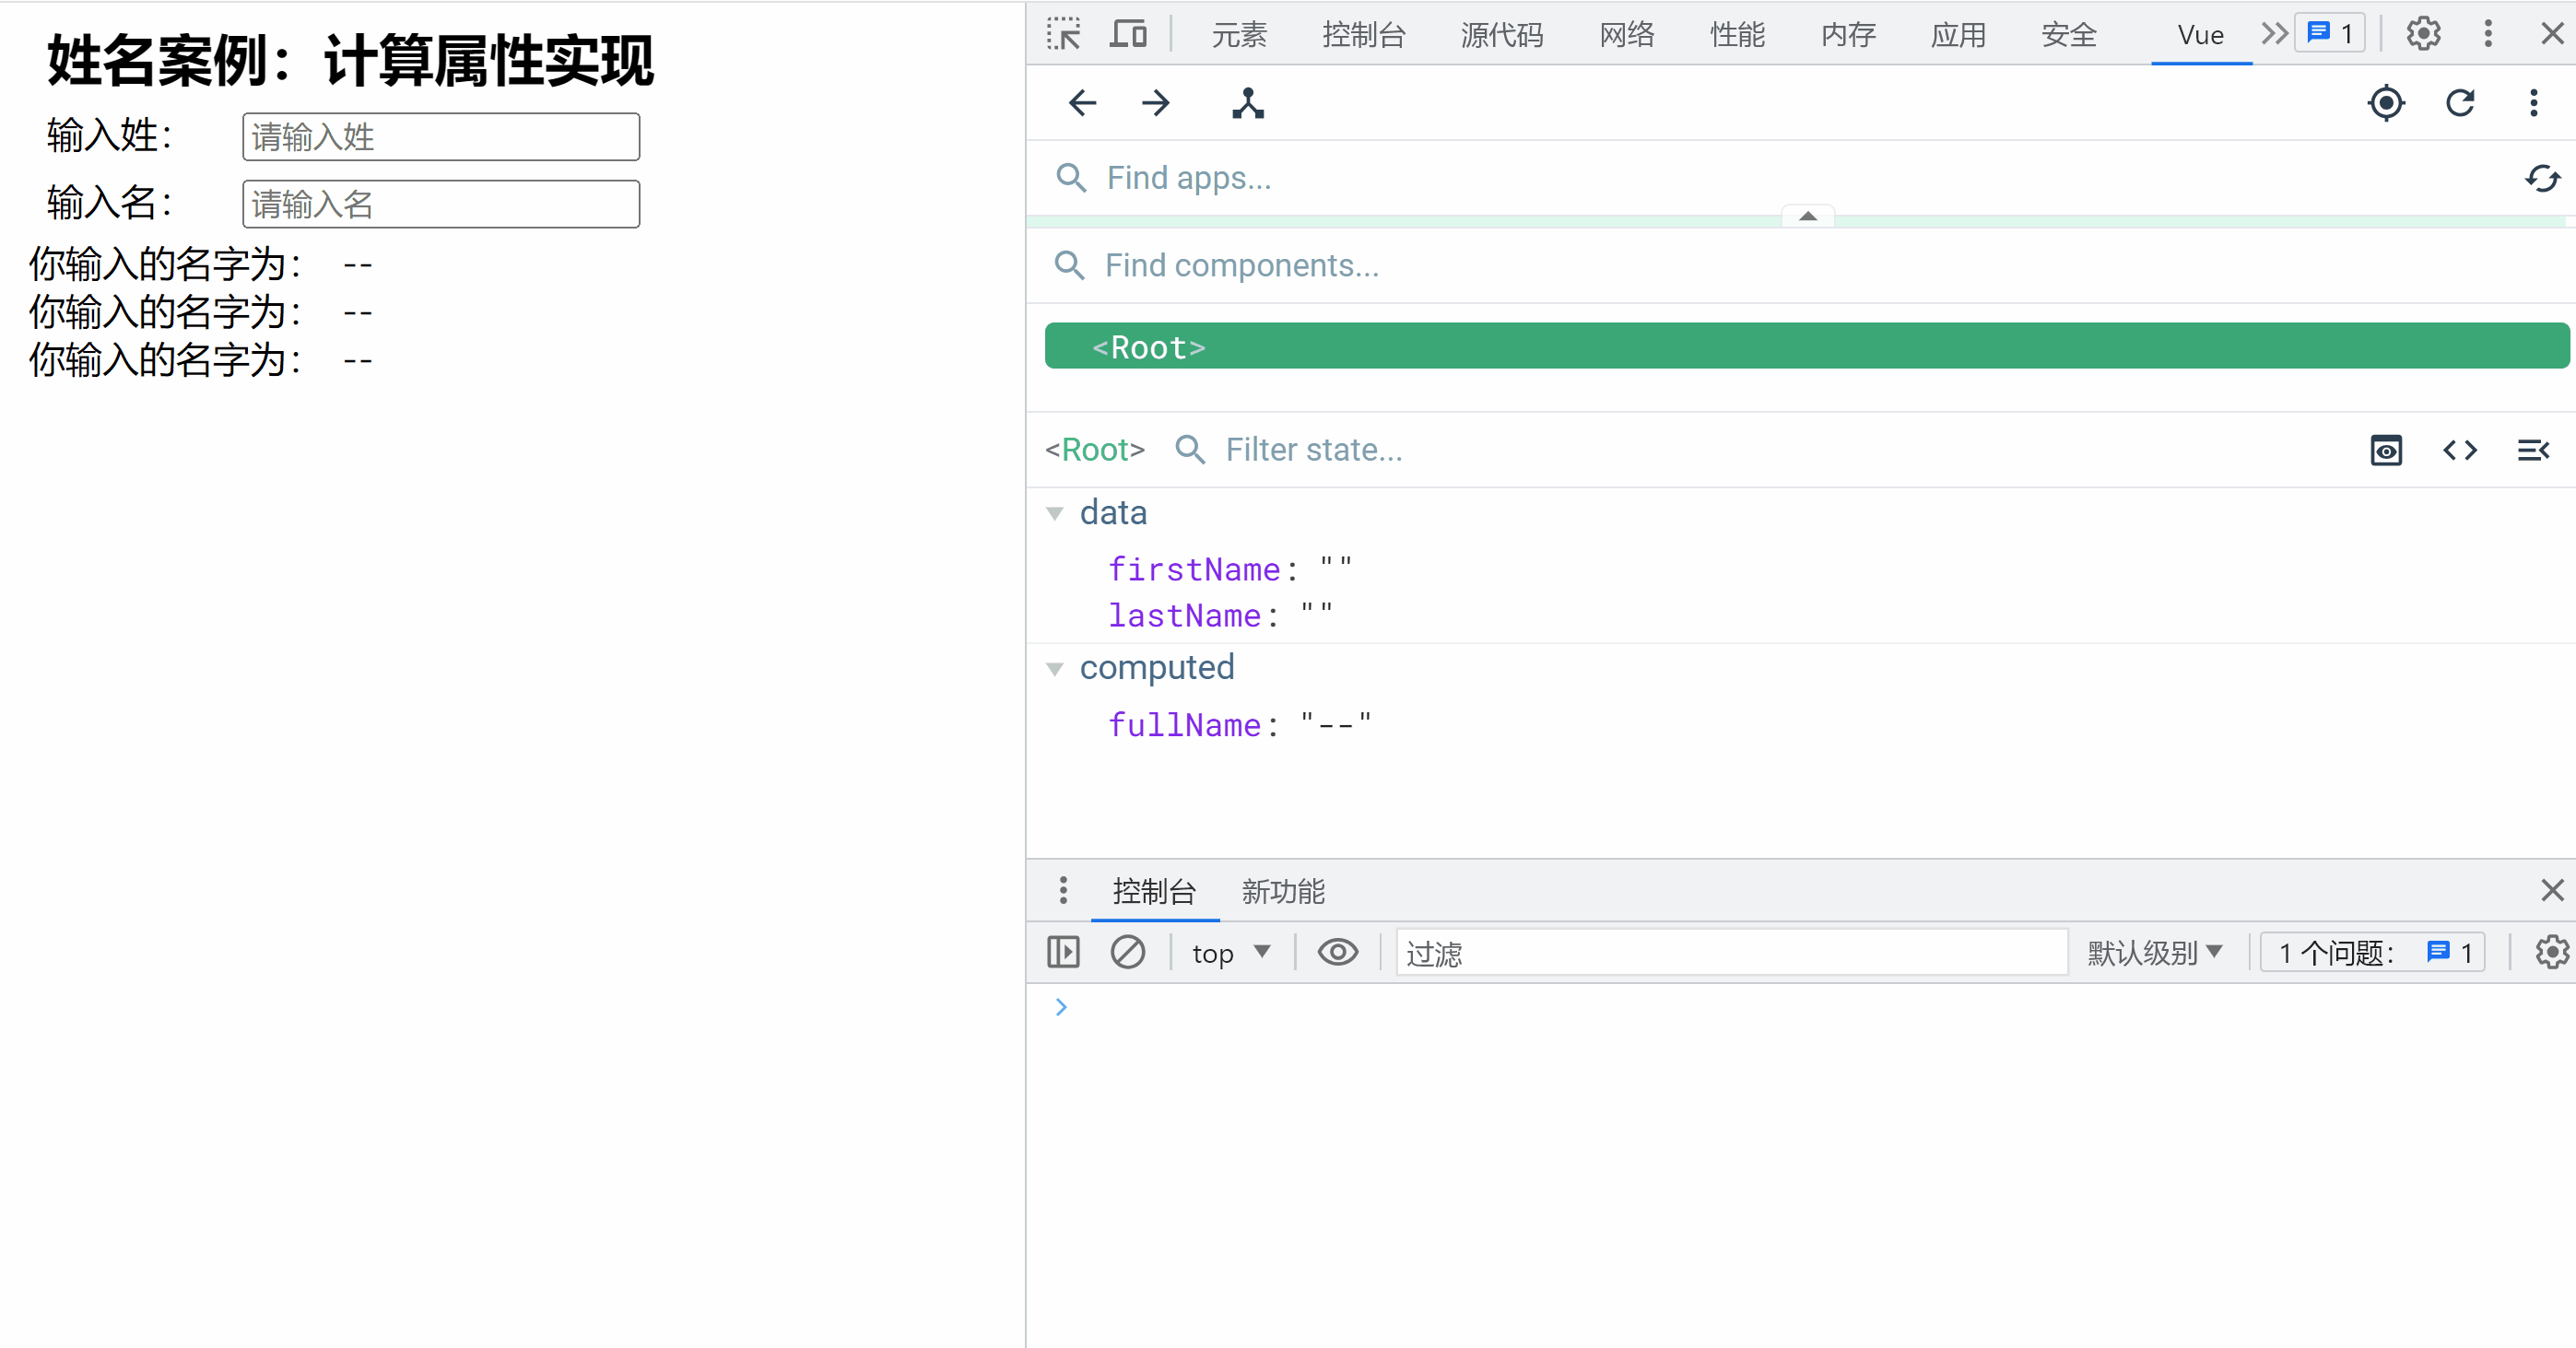 姓名案例：计算属性实现
输入姓： 请输入姓
输入名： 请输入名
你输入的名字为： --
你输入的名字为： --
你输入的名字为： --
元素 控制台 源代码 网络 性能 内存 应用 安全 Vue 1
Find apps...
Find components...
<Root>
<Root> Filter state...
data
firstName: ""
lastName: ""
computed
fullName: "--"
控制台 新功能
top 过滤 默认级别 1 个问题： 1